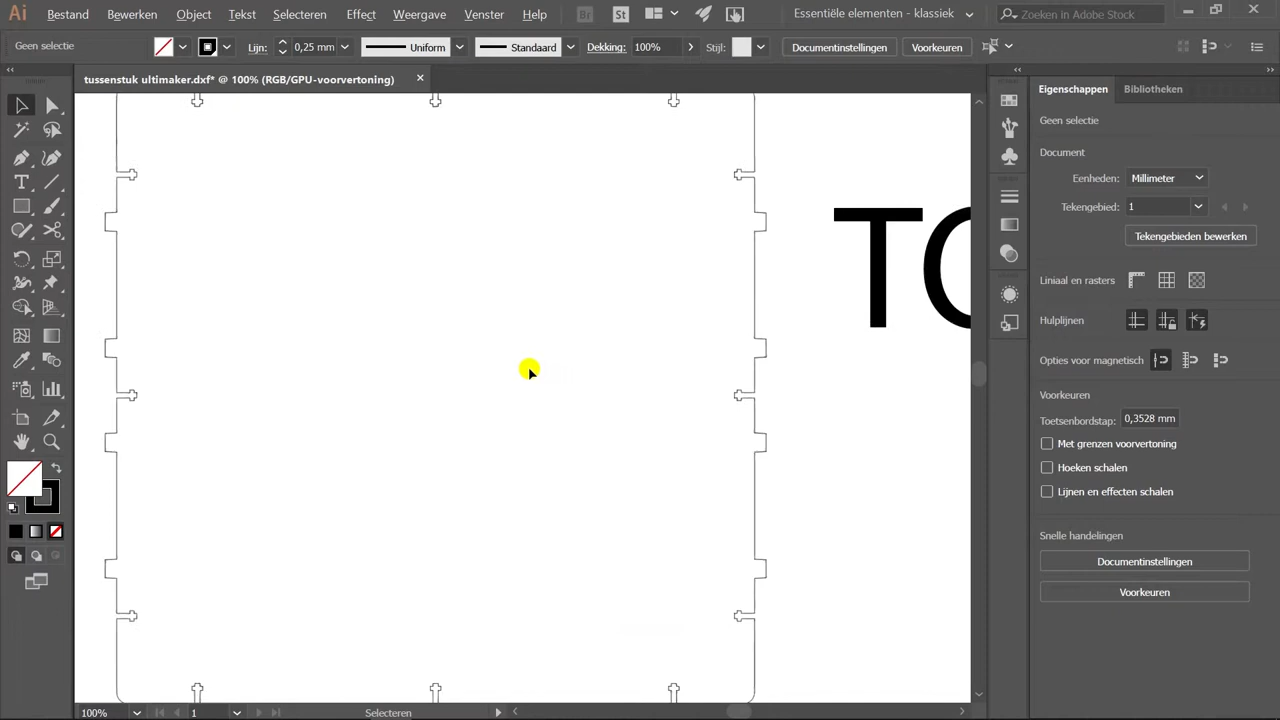 Ai Bestand Bewerken Object Tekst Selecteren Effect Weergave Venster Help Br St Essentiële elementen - klassiek Zoeken in Adobe Stock
Geen selectie Lijn: 0,25 mm Uniform Standaard Dekking: 100% Stijl: Documentinstellingen Voorkeuren
tussenstuk ultimaker.dxf* @ 100% (RGB/GPU-voorvertoning)
Eigenschappen Bibliotheken
Geen selectie
Document
Eenheden: Millimeter
Tekengebied: 1
Tekengebieden bewerken
Liniaal en rasters
Hulplijnen
Opties voor magnetisch
Voorkeuren
Toetsenbordstap: 0,3528 mm
Met grenzen voorvertoning
Hoeken schalen
Lijnen en effecten schalen
Snelle handelingen
Documentinstellingen
Voorkeuren
100% 1 Selecteren